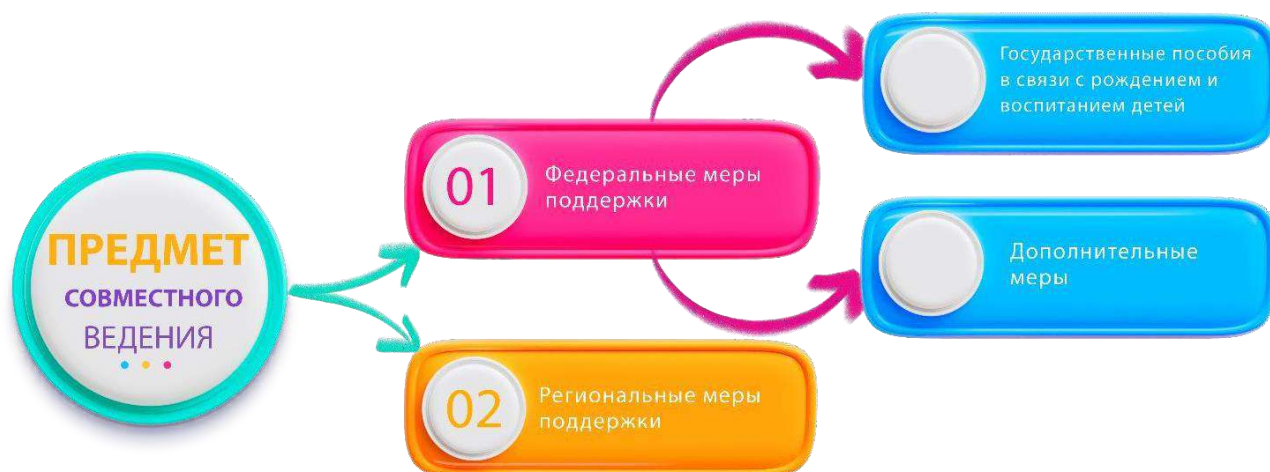 ПРЕДМЕТ
СОВМЕСТНОГО
ВЕДЕНИЯ
01
Федеральные меры
поддержки
02
Региональные меры
поддержки
Государственные пособия
в связи с рождением и
воспитанием детей
Дополнительные
меры